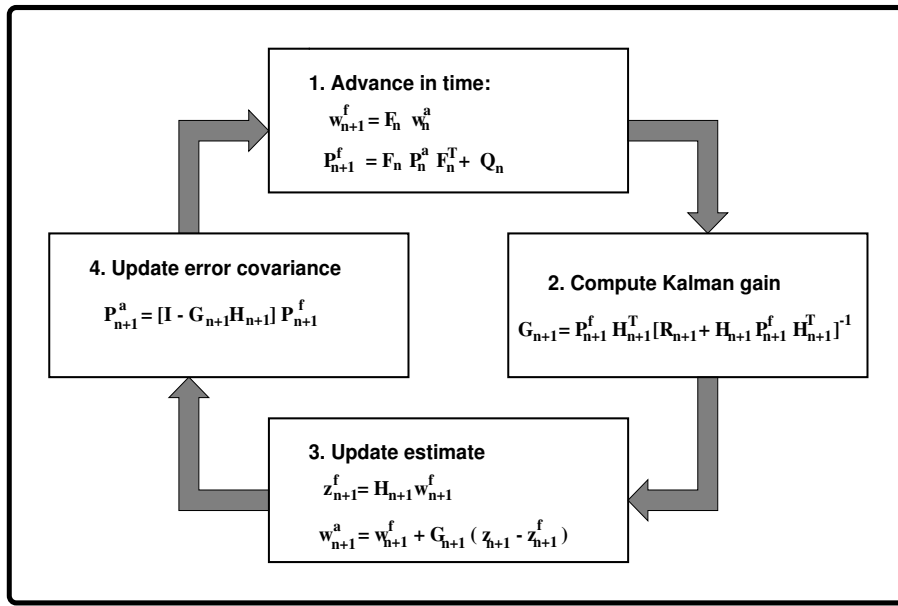 1. Advance in time:
w^f_{n+1} = F_n w^a_n
P^f_{n+1} = F_n P^a_n F^T_n + Q_n
2. Compute Kalman gain
G_{n+1} = P^f_{n+1} H^T_{n+1} [R_{n+1} + H_{n+1} P^f_{n+1} H^T_{n+1}]^{-1}
3. Update estimate
z^f_{n+1} = H_{n+1} w^f_{n+1}
w^a_{n+1} = w^f_{n+1} + G_{n+1} ( z_{n+1} - z^f_{n+1} )
4. Update error covariance
P^a_{n+1} = [I - G_{n+1} H_{n+1}] P^f_{n+1}